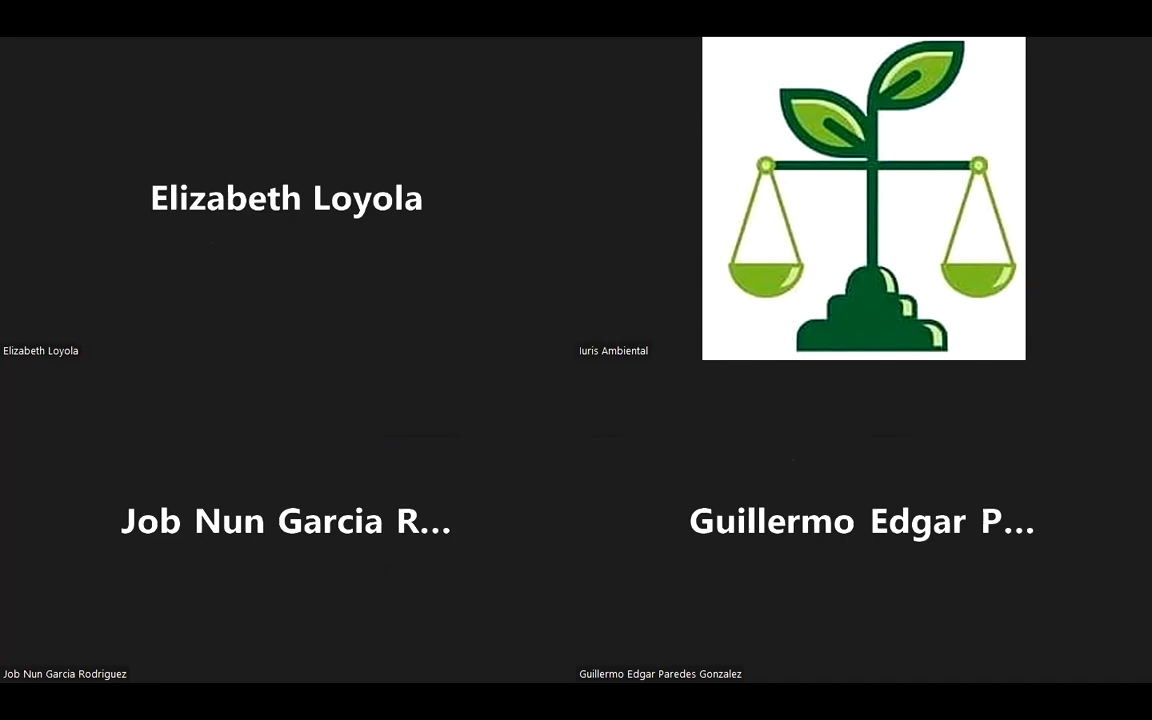 Elizabeth Loyola
Elizabeth Loyola
Iuris Ambiental
Job Nun Garcia R...
Guillermo Edgar P...
Job Nun Garcia Rodriguez
Guillermo Edgar Paredes Gonzalez